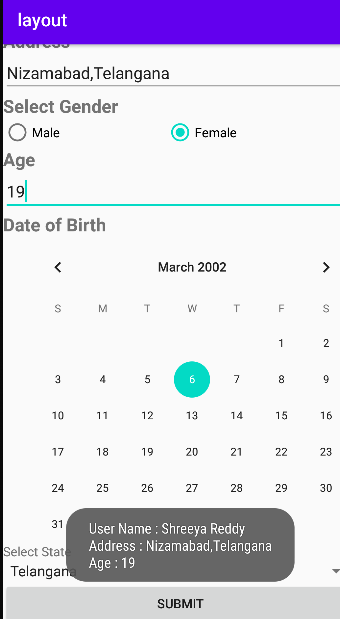 layout
Address
Nizamabad,Telangana
Select Gender
Male Female
Age
19
Date of Birth
March 2002
S M T W T F S
1 2
3 4 5 6 7 8 9
10 11 12 13 14 15 16
17 18 19 20 21 22 23
24 25 26 27 28 29 30
31
User Name : Shreeya Reddy
Address : Nizamabad,Telangana
Age : 19
Select State
Telangana
SUBMIT